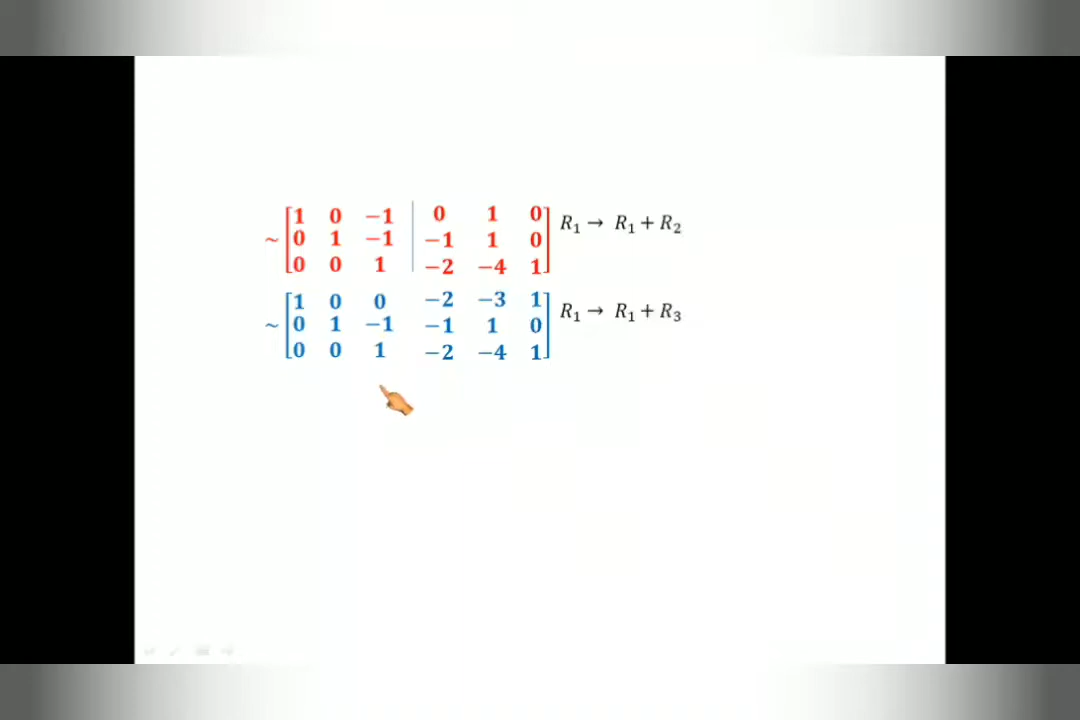 1 0 −1 0 1 0
∼ 0 1 −1 −1 1 0 R₁ → R₁ + R₂
0 0 1 −2 −4 1
1 0 0 −2 −3 1
∼ 0 1 −1 −1 1 0 R₁ → R₁ + R₃
0 0 1 −2 −4 1